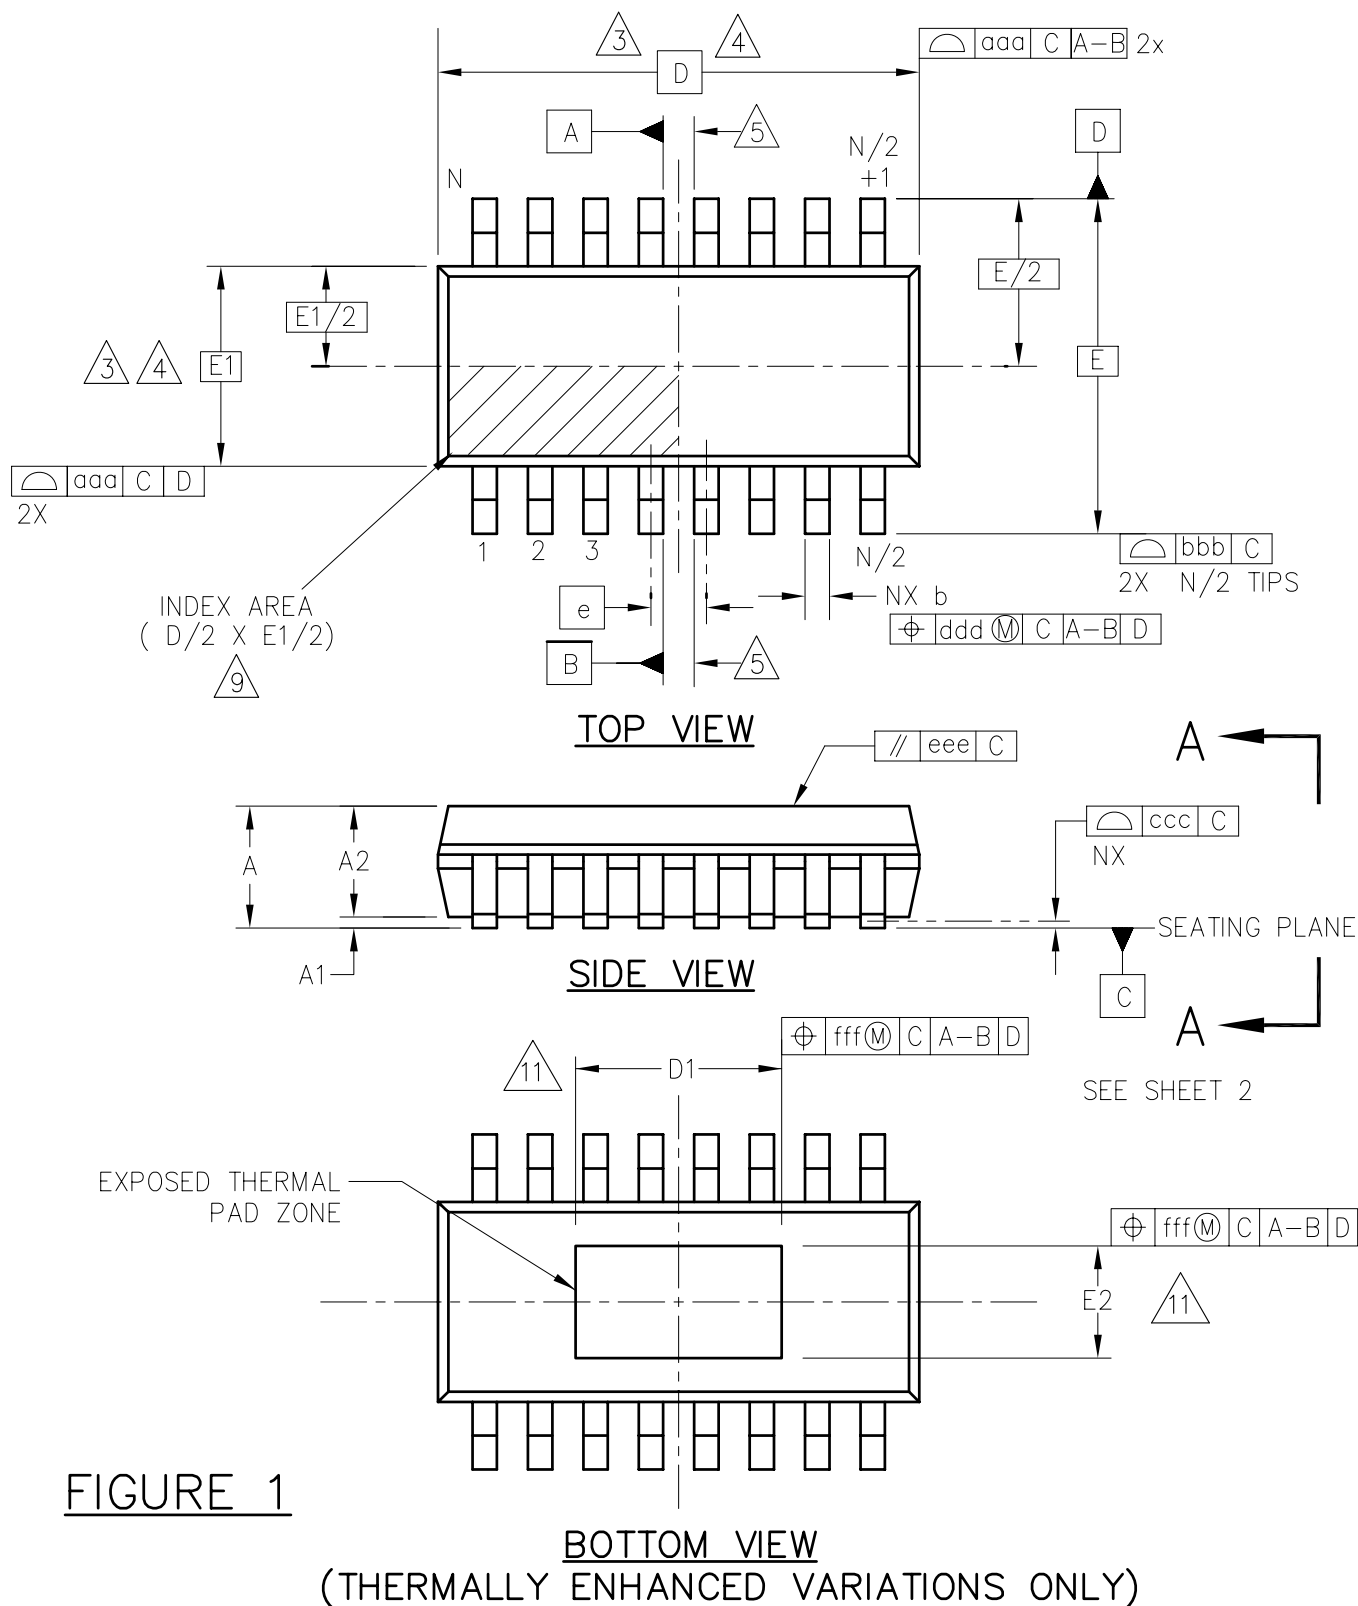 3
4
D
aaa C A-B 2x
A
5
N/2
+1
D
N
E1/2
E/2
3 4
E1
E
aaa C D
2X
1 2 3
N/2
bbb C
2X N/2 TIPS
INDEX AREA
( D/2 X E1/2)
9
e
NX b
ddd Ⓜ C A-B D
B
5
TOP VIEW
// eee C
A
ccc C
NX
A
A2
SEATING PLANE
A1
SIDE VIEW
C
A
fff Ⓜ C A-B D
11
D1
SEE SHEET 2
EXPOSED THERMAL
PAD ZONE
fff Ⓜ C A-B D
E2
11
FIGURE 1
BOTTOM VIEW
(THERMALLY ENHANCED VARIATIONS ONLY)